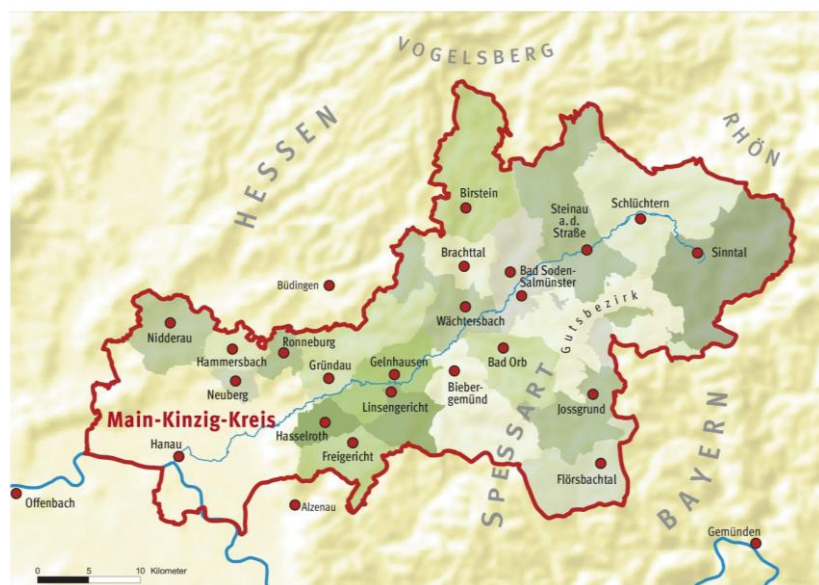 VOGELSBERG
RHÖN
HESSEN
Birstein
Steinau
a. d.
Straße
Schlüchtern
Sinntal
Brachttal
Bad Soden-
Salmünster
Büdingen
Wächtersbach
Gutsbezirk
Nidderau
Hammersbach
Ronneburg
Neuberg
Gründau
Gelnhausen
Linsengericht
Bieber-
gemünd
Bad Orb
Jossgrund
SPESSART
BAYERN
Main-Kinzig-Kreis
Hasselroth
Hanau
Freigericht
Flörsbachtal
Offenbach
Alzenau
Gemünden
0 5 10 Kilometer